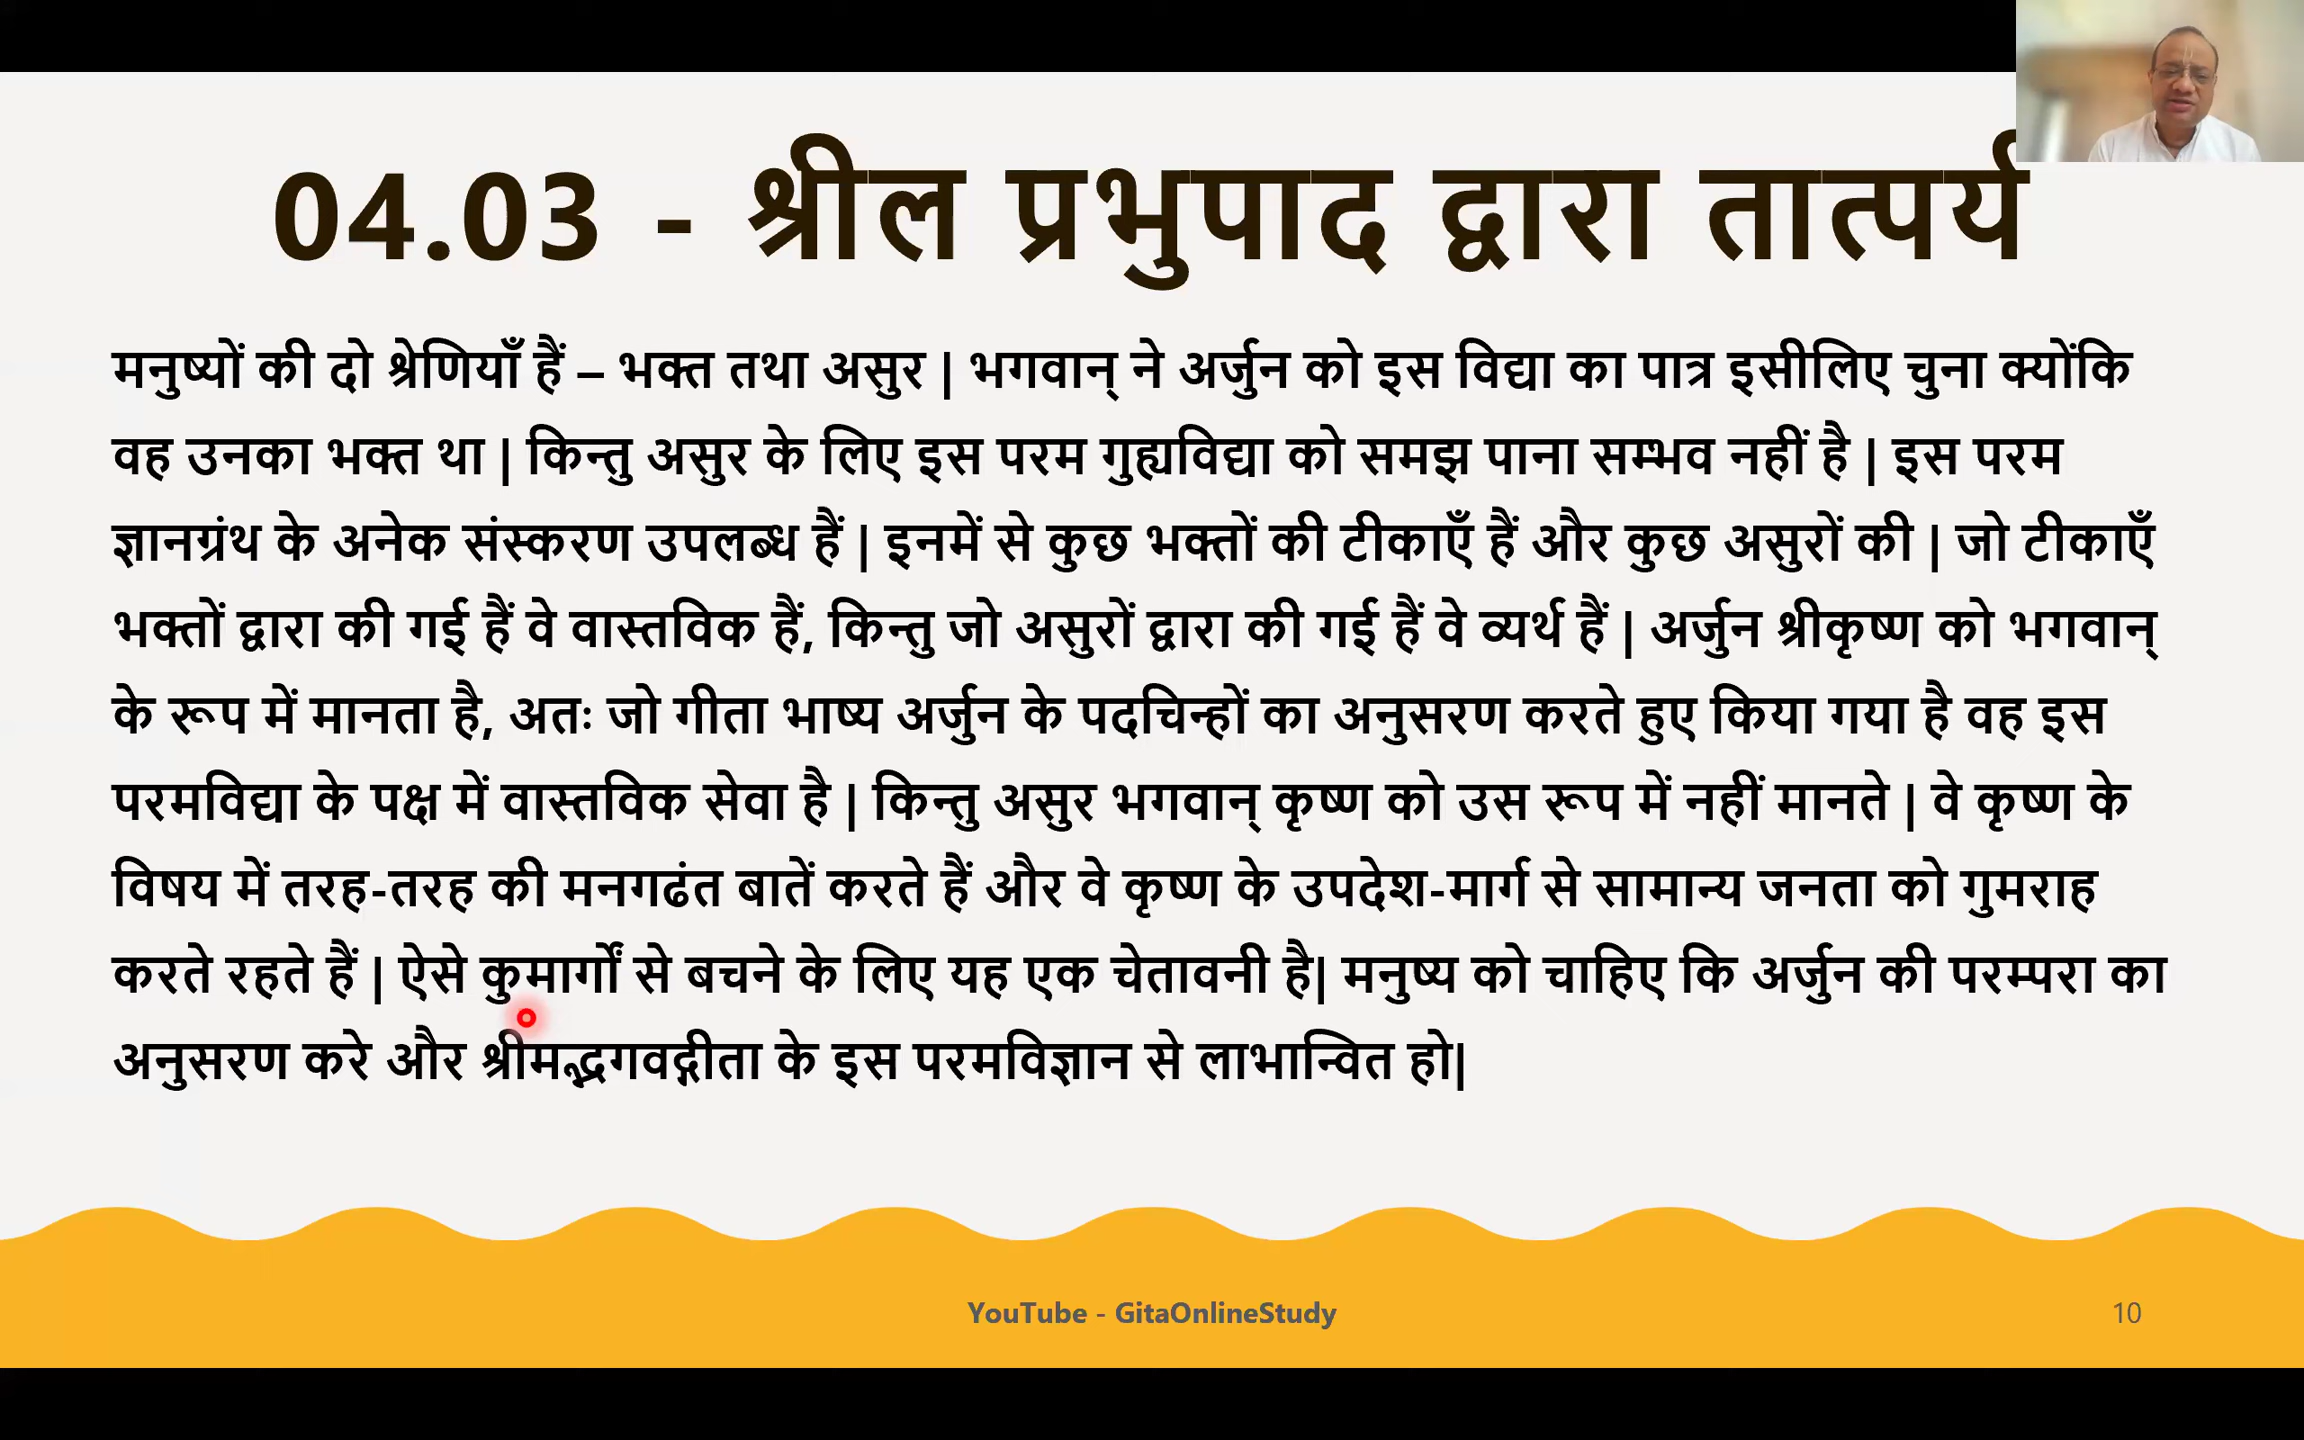 04.03 - श्रील प्रभुपाद द्वारा तात्पर्य
मनुष्यों की दो श्रेणियाँ हैं – भक्त तथा असुर | भगवान् ने अर्जुन को इस विद्या का पात्र इसीलिए चुना क्योंकि
वह उनका भक्त था | किन्तु असुर के लिए इस परम गुह्यविद्या को समझ पाना सम्भव नहीं है | इस परम
ज्ञानग्रंथ के अनेक संस्करण उपलब्ध हैं | इनमें से कुछ भक्तों की टीकाएँ हैं और कुछ असुरों की | जो टीकाएँ
भक्तों द्वारा की गई हैं वे वास्तविक हैं, किन्तु जो असुरों द्वारा की गई हैं वे व्यर्थ हैं | अर्जुन श्रीकृष्ण को भगवान्
के रूप में मानता है, अतः जो गीता भाष्य अर्जुन के पदचिन्हों का अनुसरण करते हुए किया गया है वह इस
परमविद्या के पक्ष में वास्तविक सेवा है | किन्तु असुर भगवान् कृष्ण को उस रूप में नहीं मानते | वे कृष्ण के
विषय में तरह-तरह की मनगढंत बातें करते हैं और वे कृष्ण के उपदेश-मार्ग से सामान्य जनता को गुमराह
करते रहते हैं | ऐसे कुमार्गों से बचने के लिए यह एक चेतावनी है| मनुष्य को चाहिए कि अर्जुन की परम्परा का
अनुसरण करे और श्रीमद्भगवद्गीता के इस परमविज्ञान से लाभान्वित हो|
YouTube - GitaOnlineStudy
10